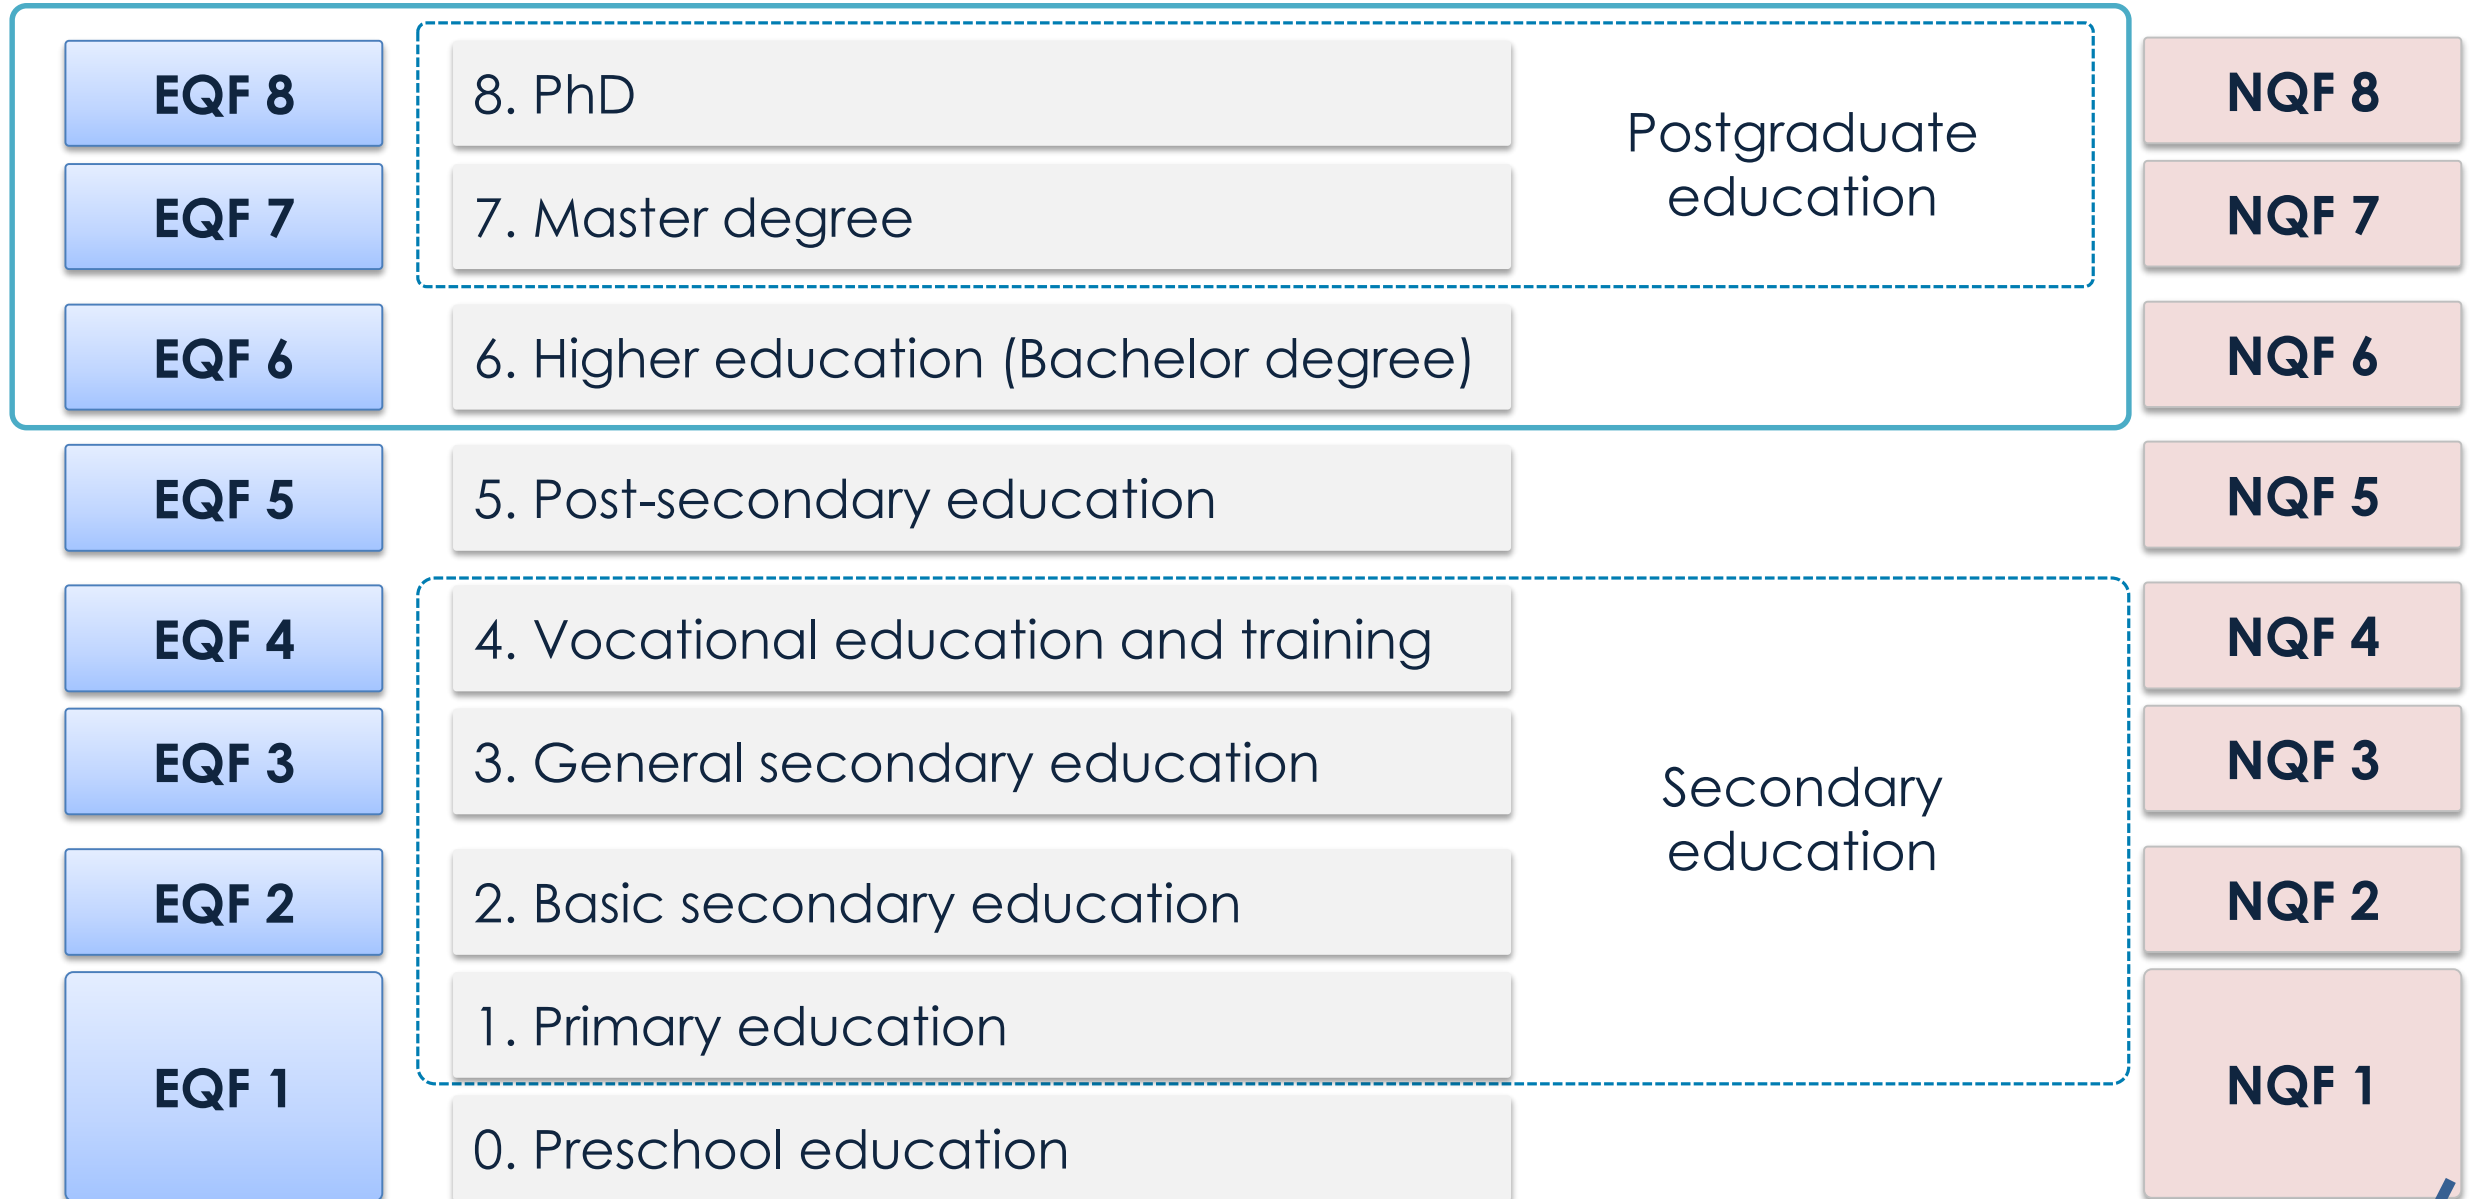 EQF 8
8. PhD
Postgraduate
education
NQF 8
EQF 7
7. Master degree
NQF 7
EQF 6
6. Higher education (Bachelor degree)
NQF 6
EQF 5
5. Post-secondary education
NQF 5
EQF 4
4. Vocational education and training
NQF 4
EQF 3
3. General secondary education
NQF 3
Secondary
education
EQF 2
2. Basic secondary education
NQF 2
EQF 1
1. Primary education
NQF 1
0. Preschool education